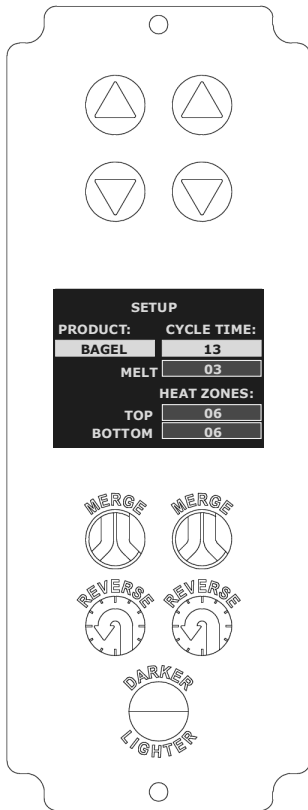 SETUP
PRODUCT: CYCLE TIME:
BAGEL 13
MELT 03
HEAT ZONES:
TOP 06
BOTTOM 06
MERGE MERGE
REVERSE REVERSE
DARKER
LIGHTER